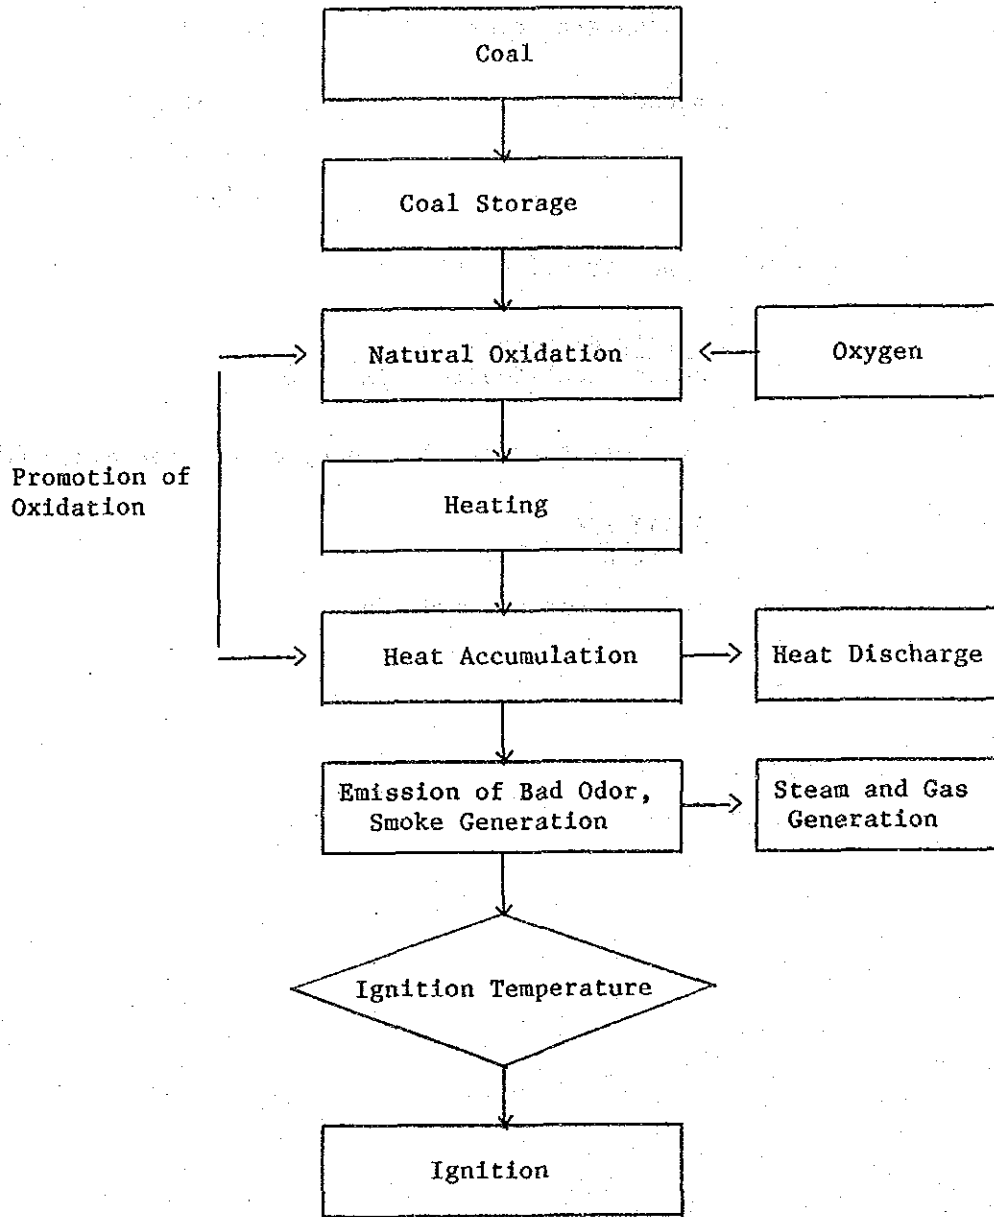 Coal
Coal Storage
Natural Oxidation
Oxygen
Promotion of
Oxidation
Heating
Heat Accumulation
Heat Discharge
Emission of Bad Odor,
Smoke Generation
Steam and Gas
Generation
Ignition Temperature
Ignition